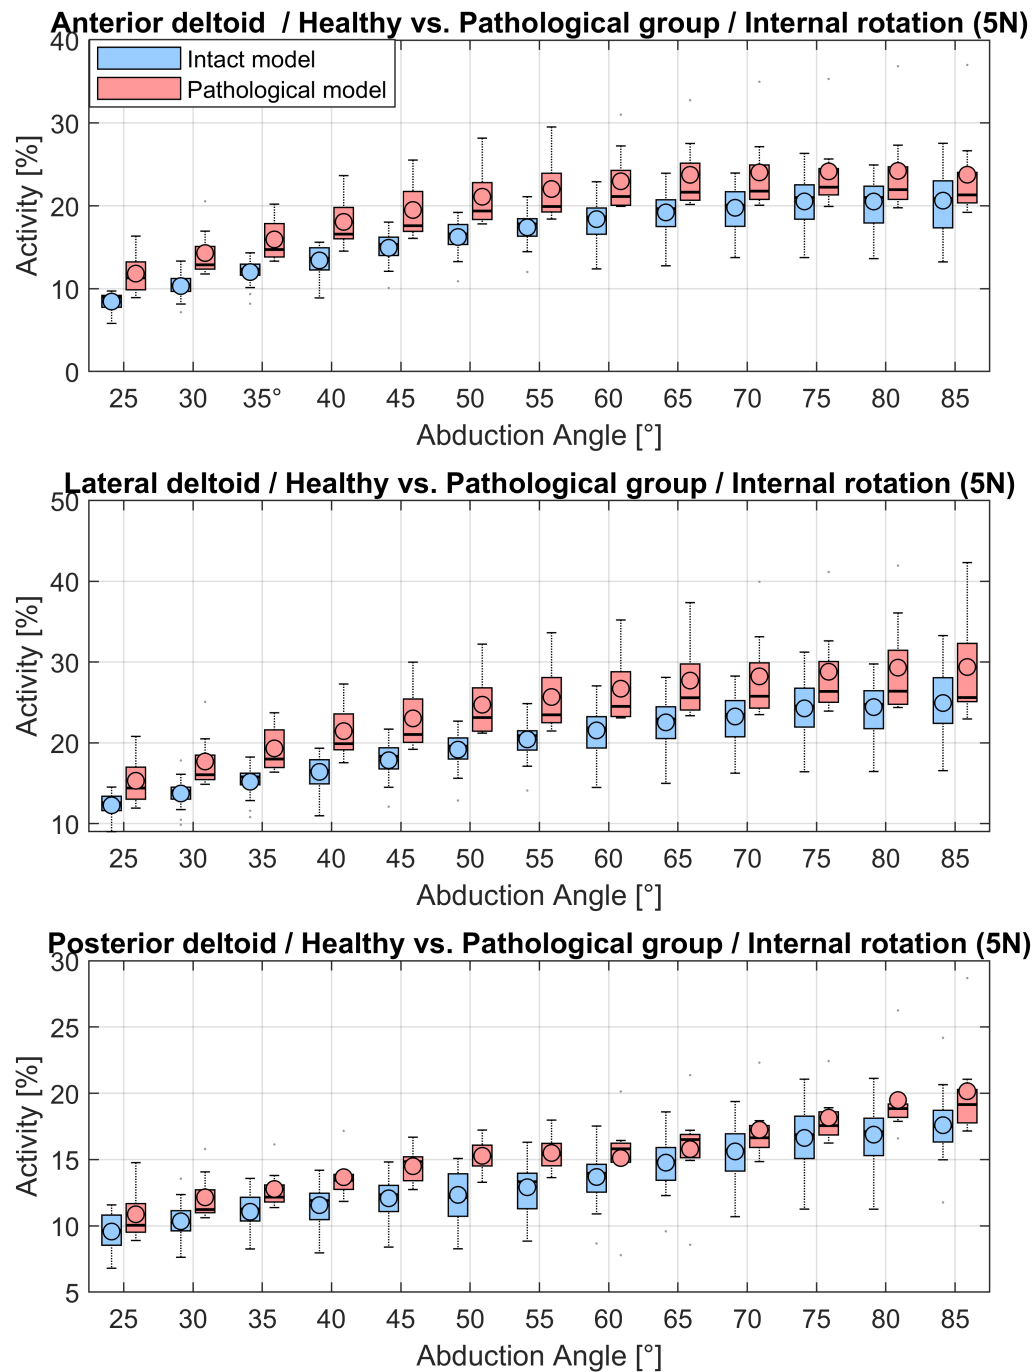 Anterior deltoid  / Healthy vs. Pathological group / Internal rotation (5N)
Intact model
Pathological model
Activity [%]
40
30
20
10
0
25 30 35° 40 45 50 55 60 65 70 75 80 85
Abduction Angle [°]
Lateral deltoid / Healthy vs. Pathological group / Internal rotation (5N)
Activity [%]
50
40
30
20
10
25 30 35 40 45 50 55 60 65 70 75 80 85
Abduction Angle [°]
Posterior deltoid / Healthy vs. Pathological group / Internal rotation (5N)
Activity [%]
30
25
20
15
10
5
25 30 35 40 45 50 55 60 65 70 75 80 85
Abduction Angle [°]